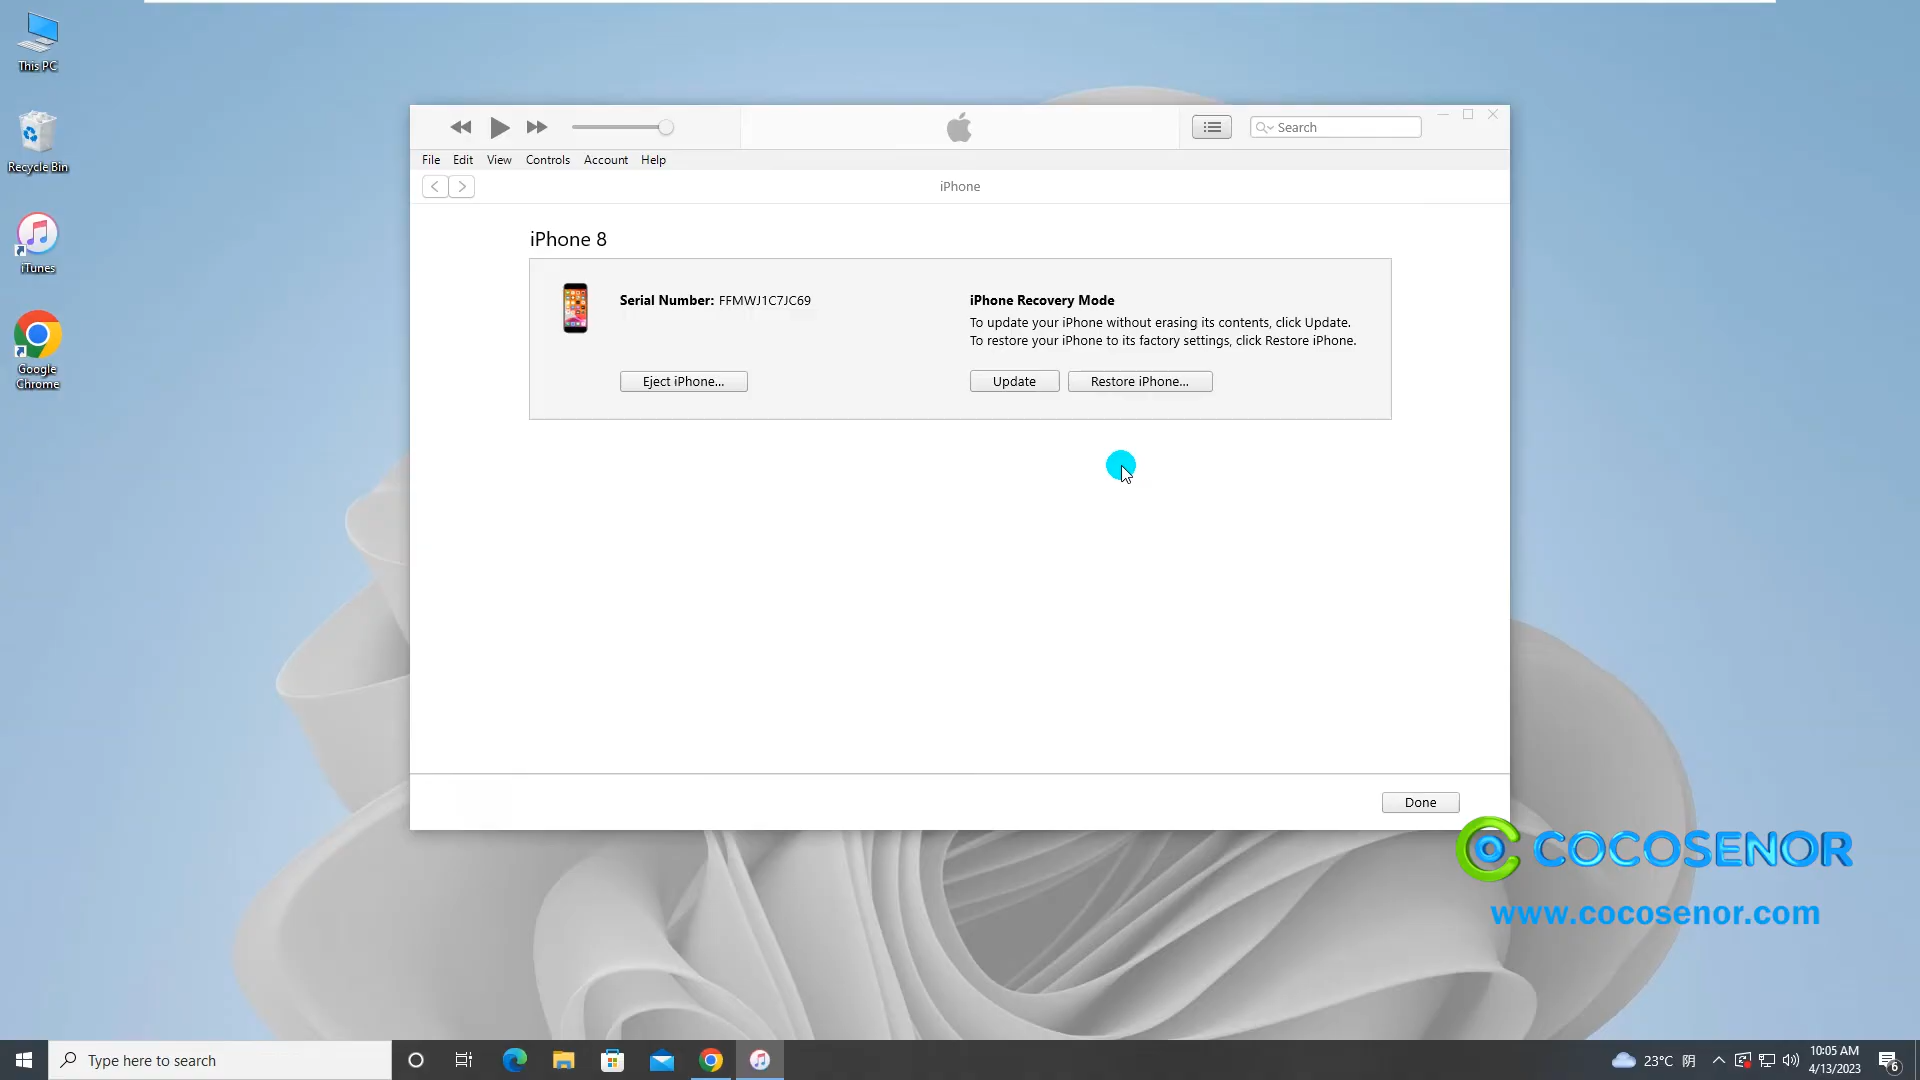 This PC
Recycle Bin
iTunes
Google
Chrome
Search
File Edit View Controls Account Help
iPhone
iPhone 8
Serial Number: FFMWJ1C7JC69
iPhone Recovery Mode
To update your iPhone without erasing its contents, click Update.
To restore your iPhone to its factory settings, click Restore iPhone.
Eject iPhone...
Update
Restore iPhone...
Done
COCOSENOR
www.cocosenor.com
Type here to search
23°C 阴
10:05 AM
4/13/2023
6